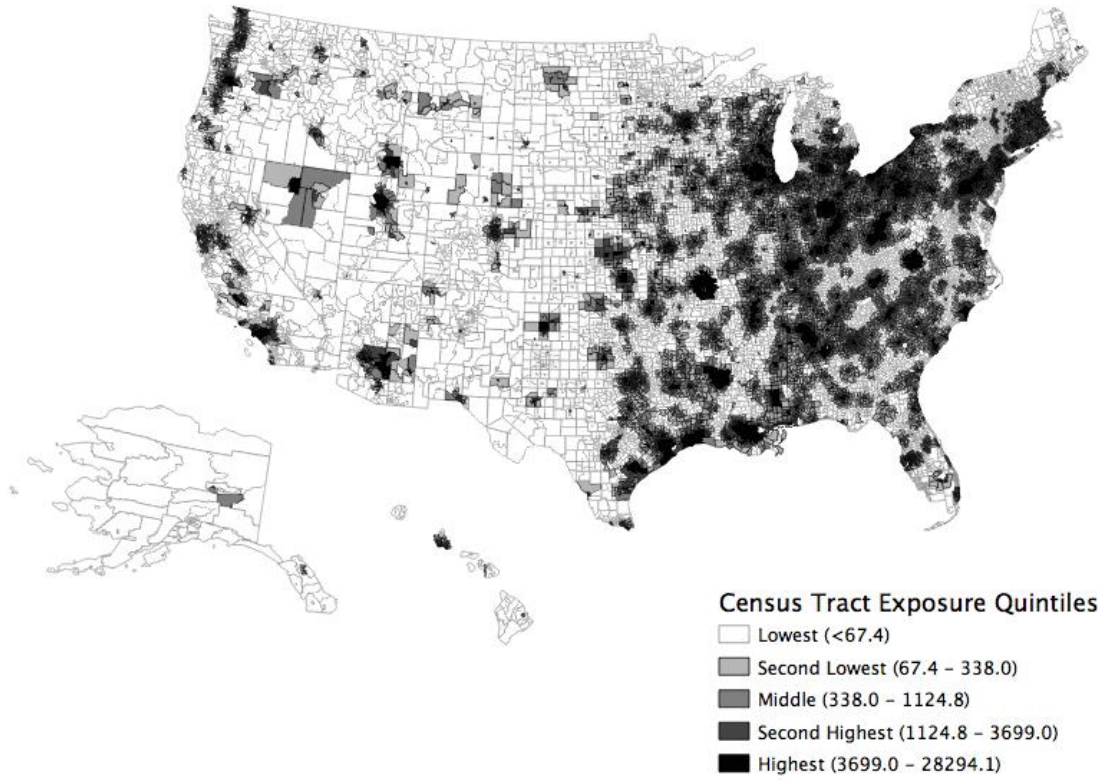 Census Tract Exposure Quintiles
Lowest (<67.4)
Second Lowest (67.4 – 338.0)
Middle (338.0 – 1124.8)
Second Highest (1124.8 – 3699.0)
Highest (3699.0 – 28294.1)